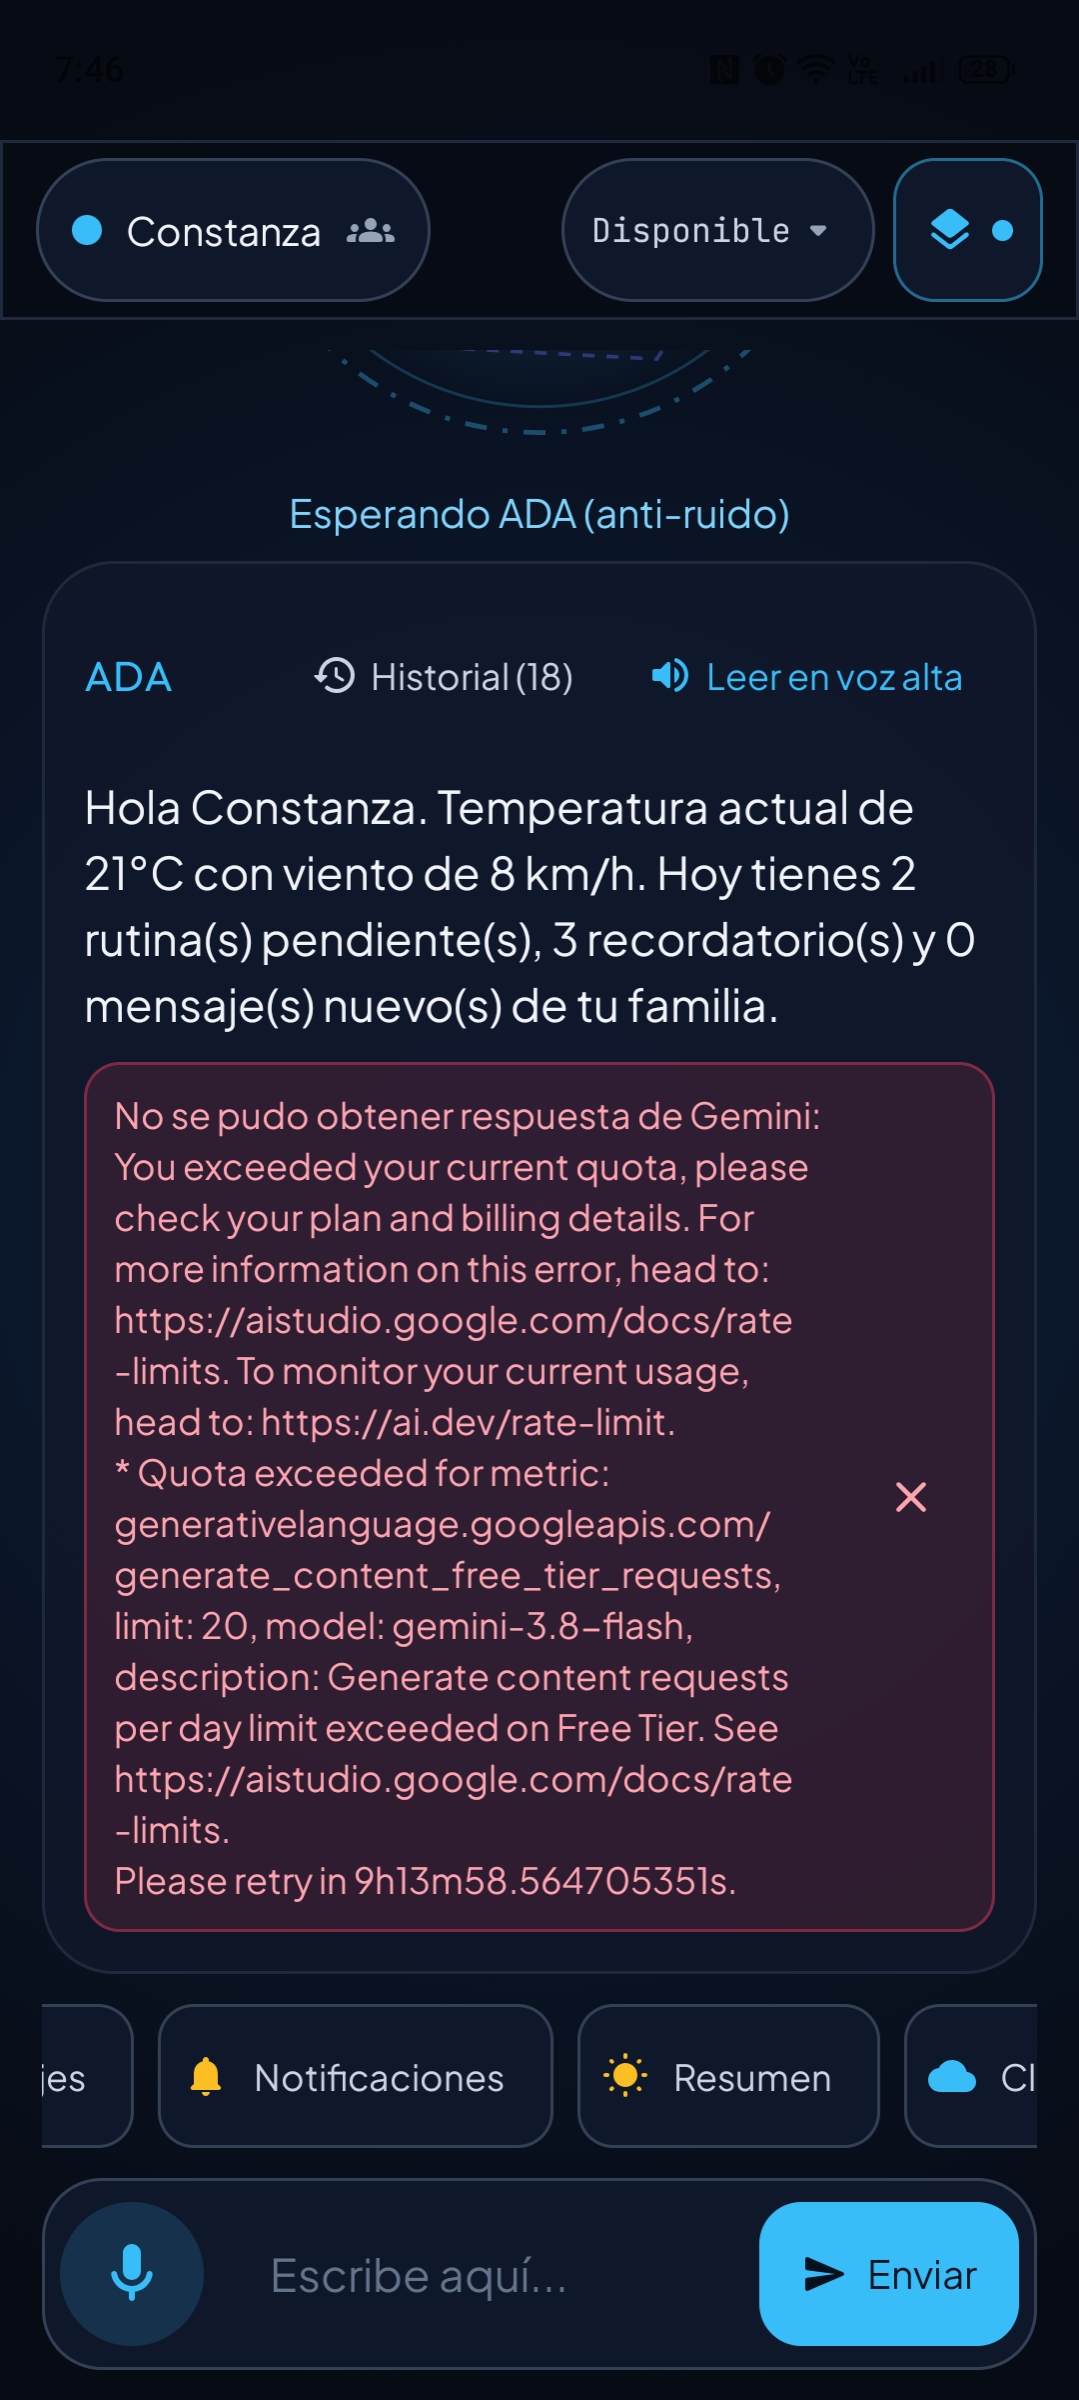 7:46
Vo
LTE
28
Constanza
Disponible
Esperando ADA (anti-ruido)
ADA
Historial (18)
Leer en voz alta
Hola Constanza. Temperatura actual de
21°C con viento de 8 km/h. Hoy tienes 2
rutina(s) pendiente(s), 3 recordatorio(s) y 0
mensaje(s) nuevo(s) de tu familia.
No se pudo obtener respuesta de Gemini:
You exceeded your current quota, please
check your plan and billing details. For
more information on this error, head to:
https://aistudio.google.com/docs/rate
-limits. To monitor your current usage,
head to: https://ai.dev/rate-limit.
* Quota exceeded for metric:
generativelanguage.googleapis.com/
generate_content_free_tier_requests,
limit: 20, model: gemini-3.8-flash,
description: Generate content requests
per day limit exceeded on Free Tier. See
https://aistudio.google.com/docs/rate
-limits.
Please retry in 9h13m58.564705351s.
jes
Notificaciones
Resumen
Cl
Escribe aquí...
Enviar